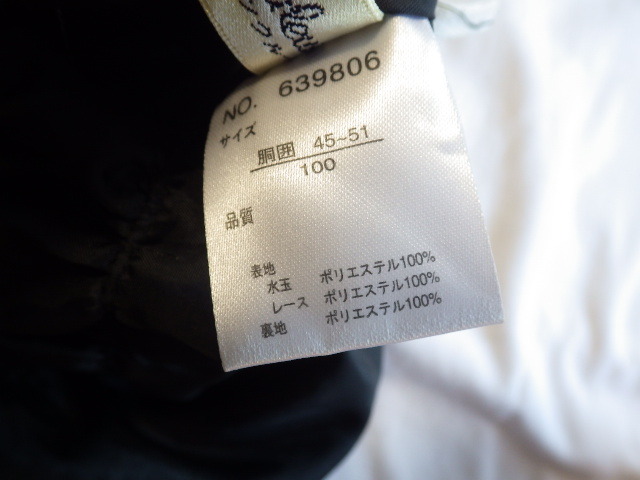 NO. 639806
サイズ
胴囲 45~51
100
品質
表地
水玉 ポリエステル100%
レース ポリエステル100%
裏地 ポリエステル100%